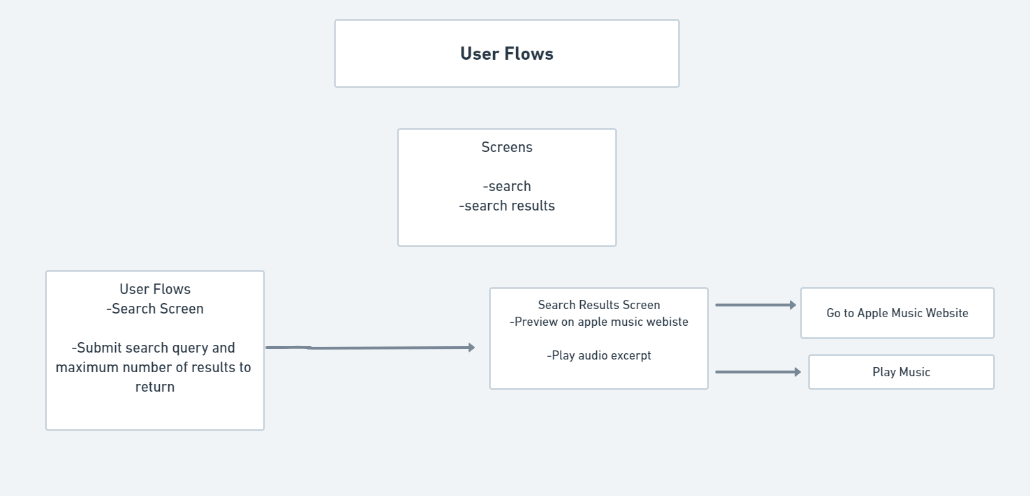 User Flows
Screens
-search
-search results
User Flows
-Search Screen
-Submit search query and
maximum number of results to
return
Search Results Screen
-Preview on apple music webiste
-Play audio excerpt
Go to Apple Music Website
Play Music